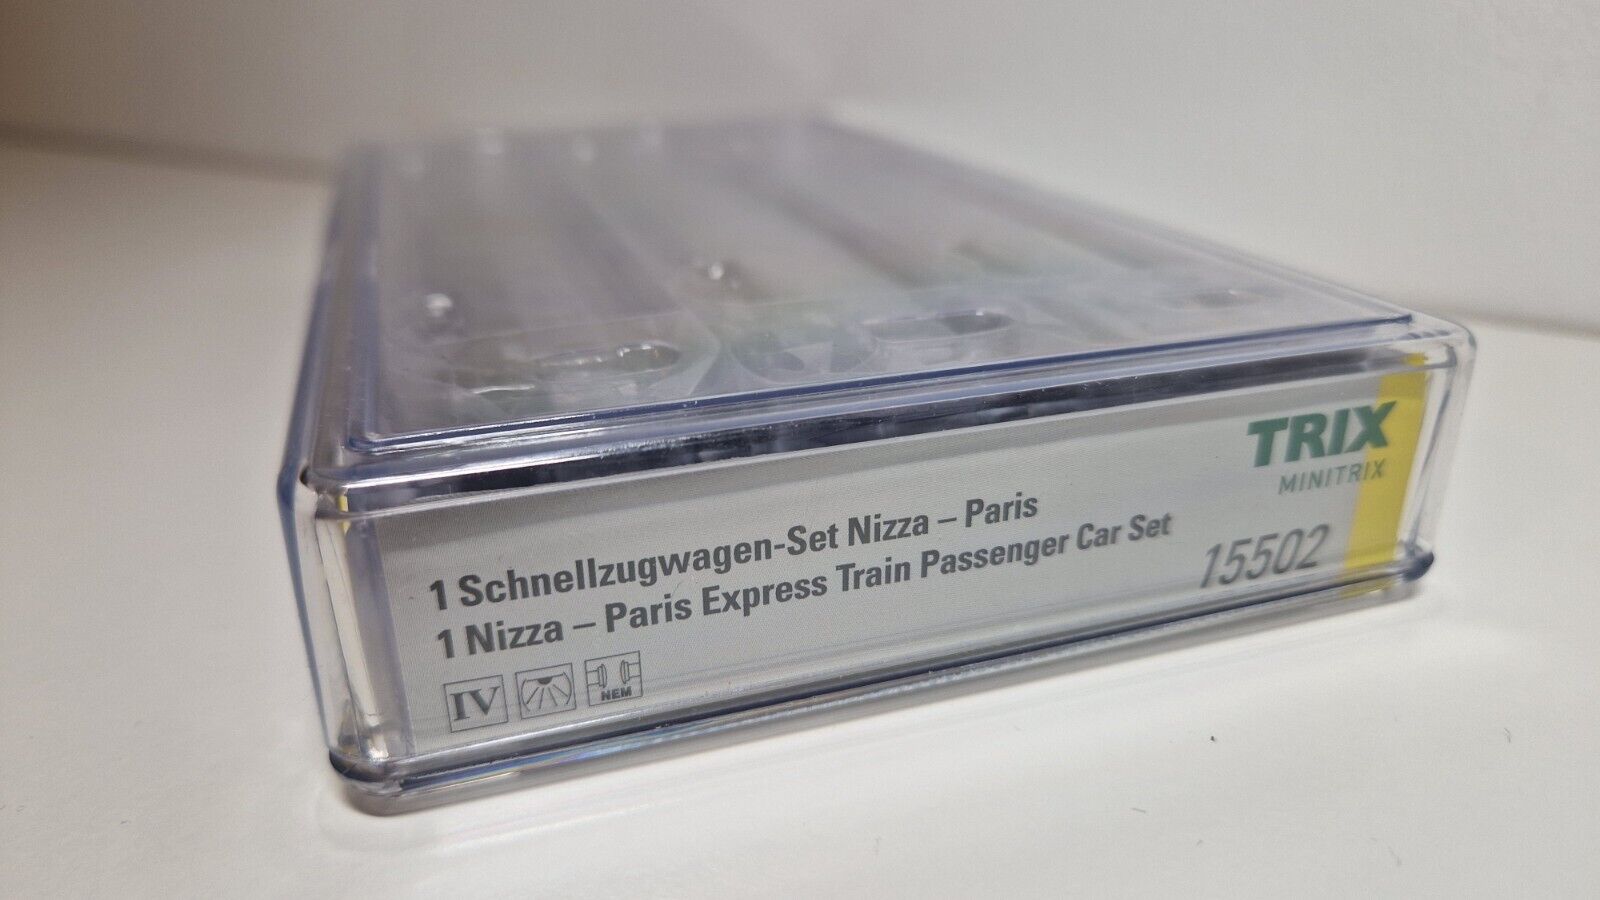 TRIX
MINITRIX
1 Schnellzugwagen-Set Nizza – Paris
1 Nizza – Paris Express Train Passenger Car Set
15502
IV
NEM